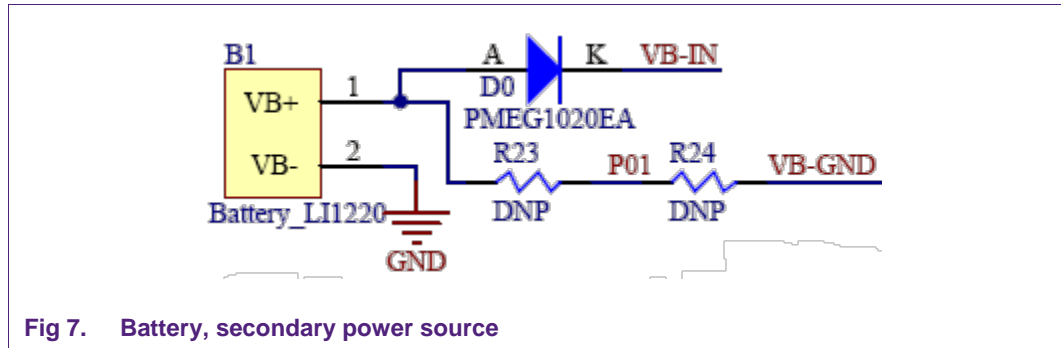 B1
A
K
VB-IN
D0
PMEG1020EA
VB+
1
VB-
2
R23
P01
R24
VB-GND
DNP
DNP
Battery_LI1220
GND
Fig 7. Battery, secondary power source